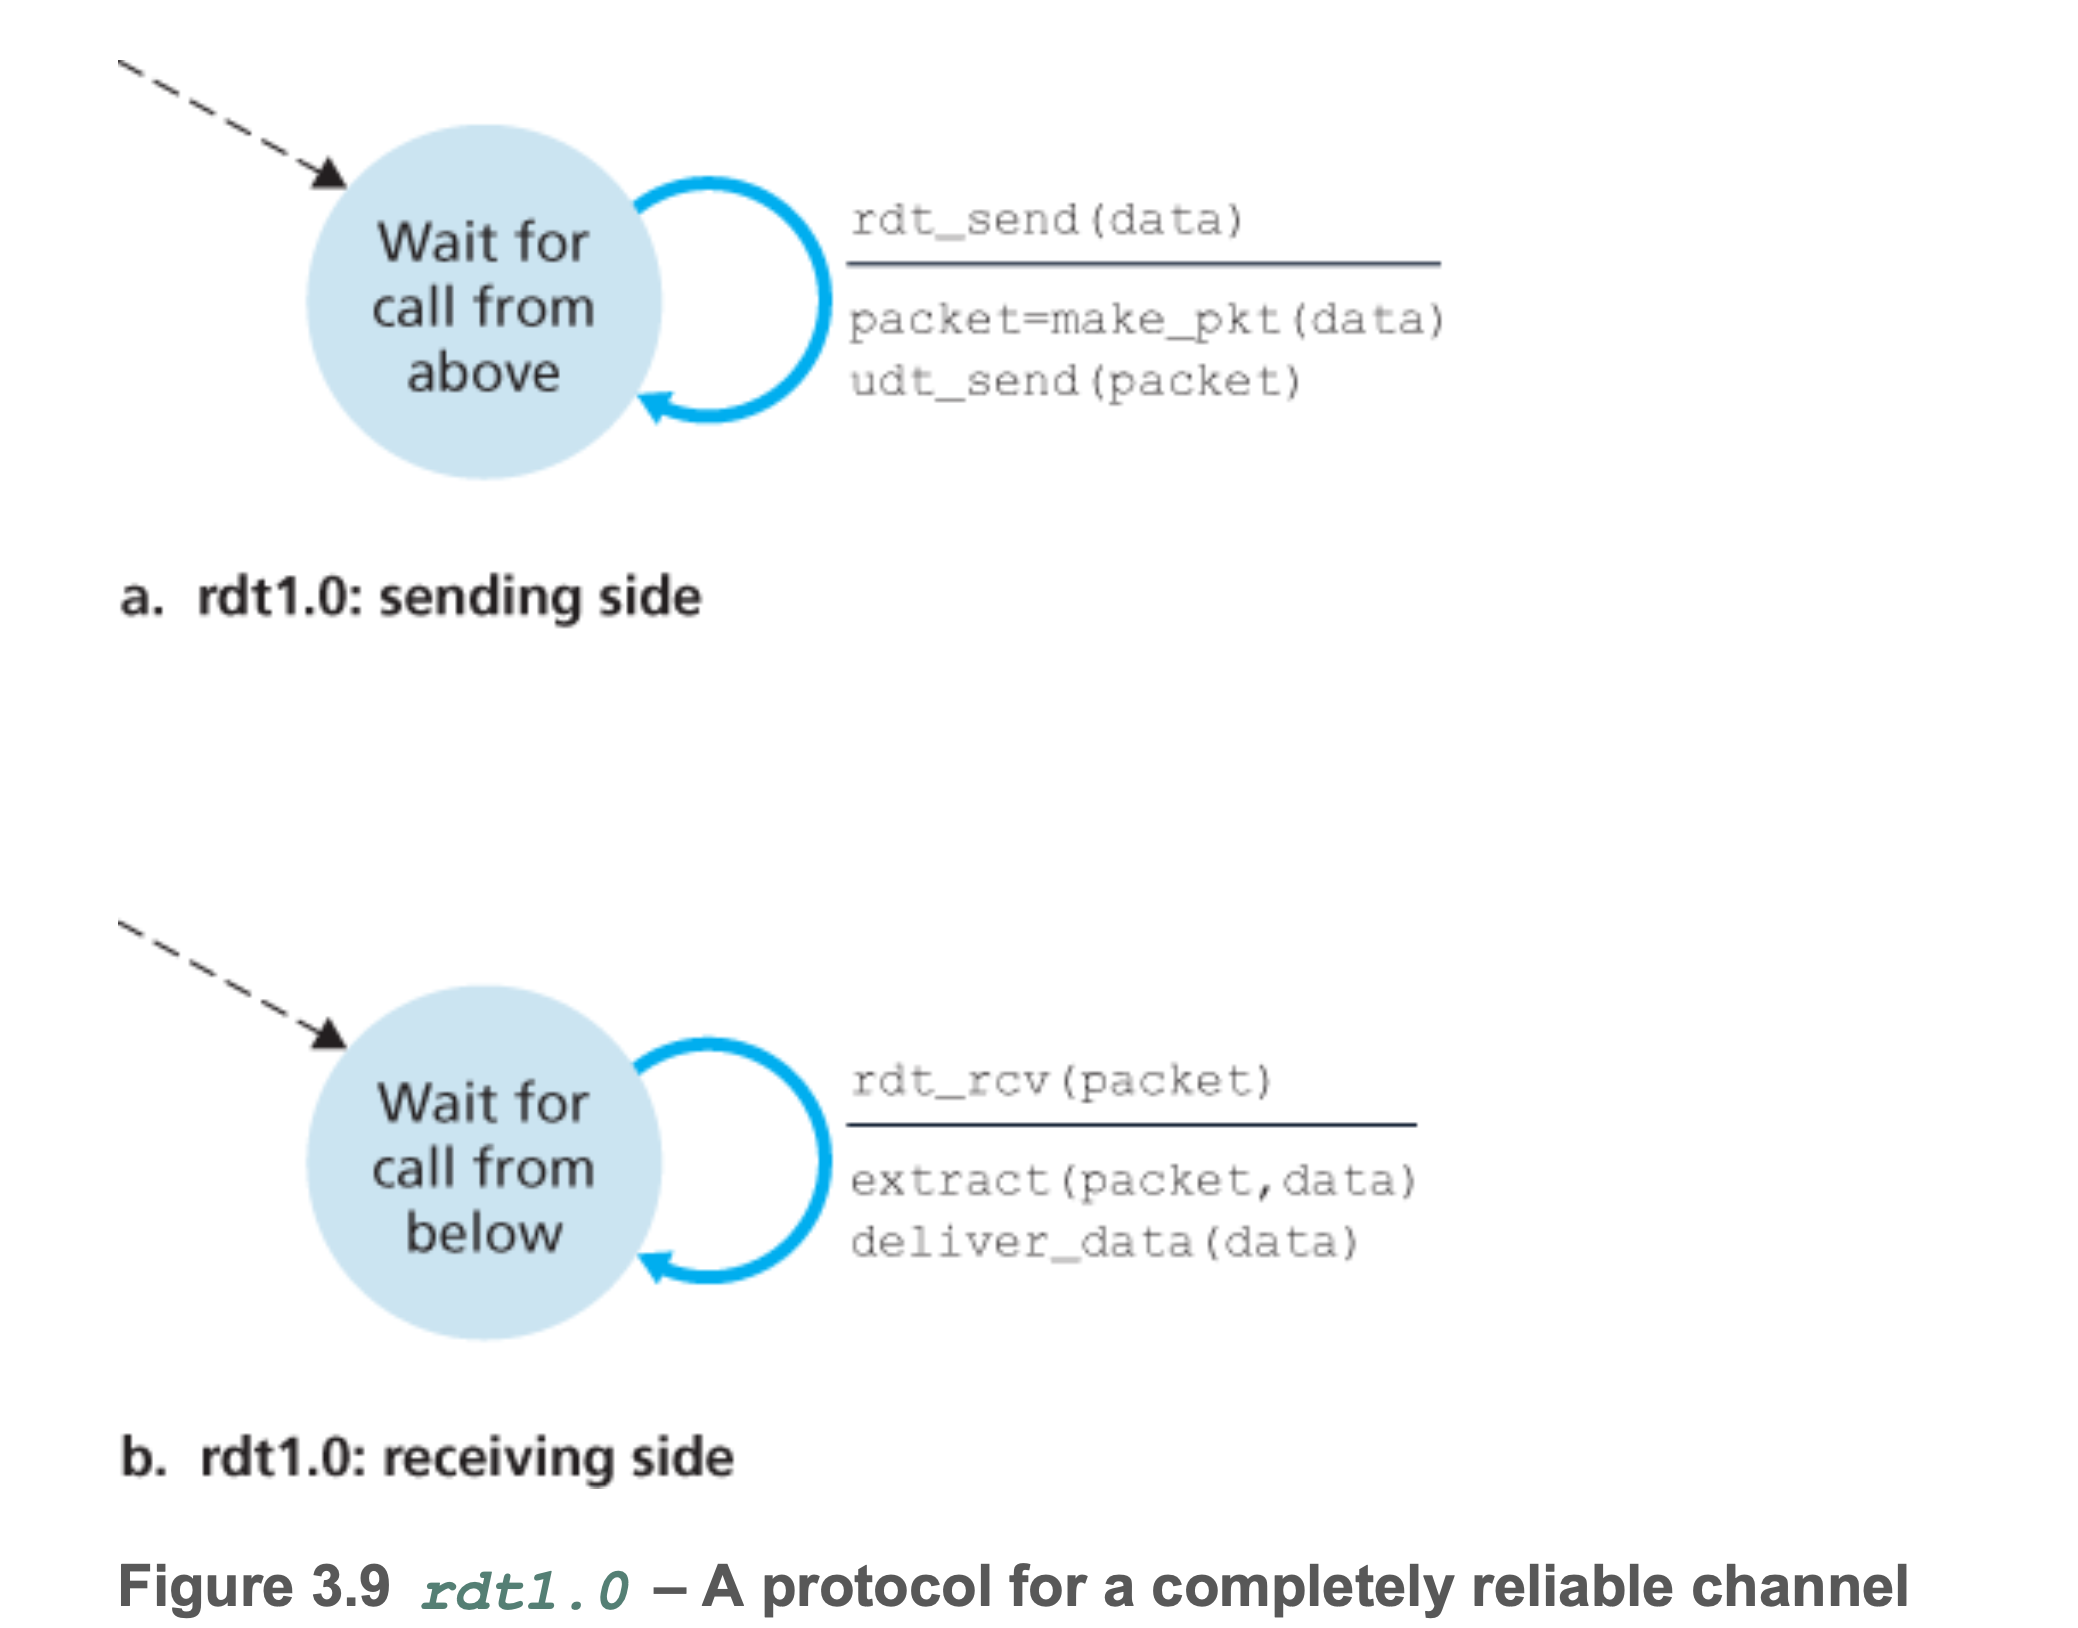 Wait for
call from
above
rdt_send(data)
packet=make_pkt(data)
udt_send(packet)
a. rdt1.0: sending side
Wait for
call from
below
rdt_rcv(packet)
extract(packet,data)
deliver_data(data)
b. rdt1.0: receiving side
Figure 3.9 rdt1.0 – A protocol for a completely reliable channel